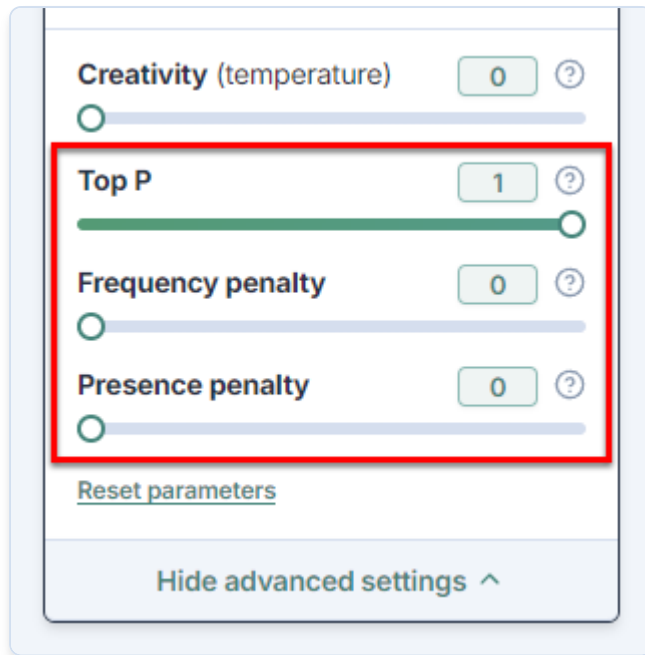 Creativity (temperature) 0 ?
Top P 1 ?
Frequency penalty 0 ?
Presence penalty 0 ?
Reset parameters
Hide advanced settings